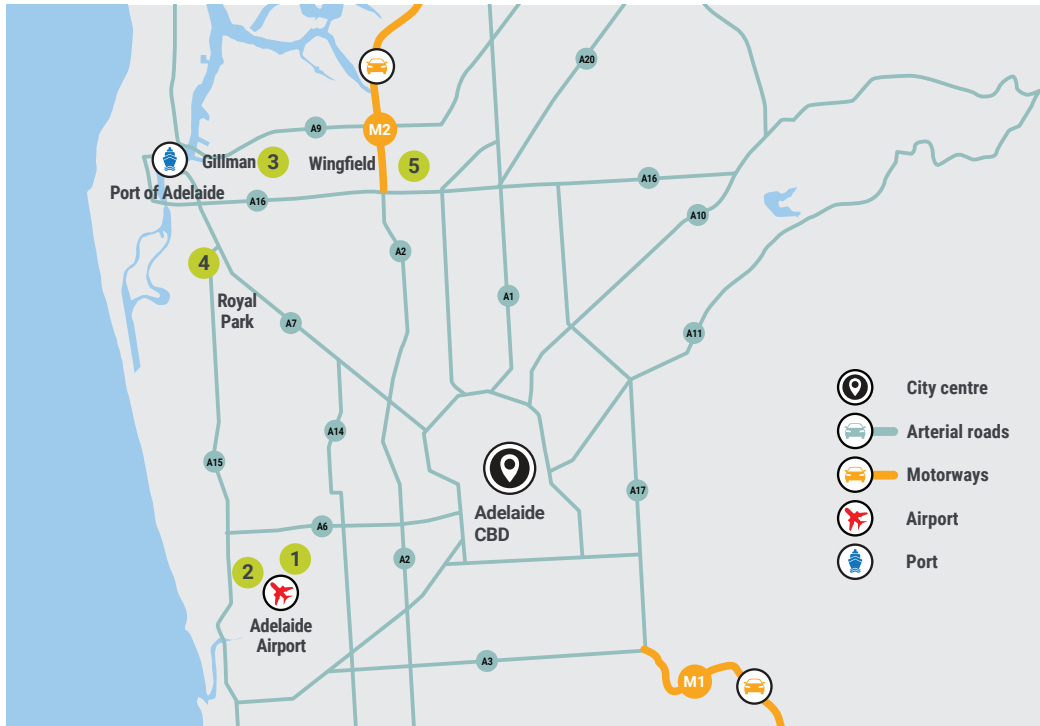 A20
A9
M2
Gillman
3
Wingfield
5
Port of Adelaide
A16
A16
A10
A2
4
Royal
Park
A7
A1
A11
City centre
Arterial roads
A14
A15
Motorways
A17
Adelaide
CBD
Airport
A6
1
2
A2
Port
Adelaide
Airport
A3
M1